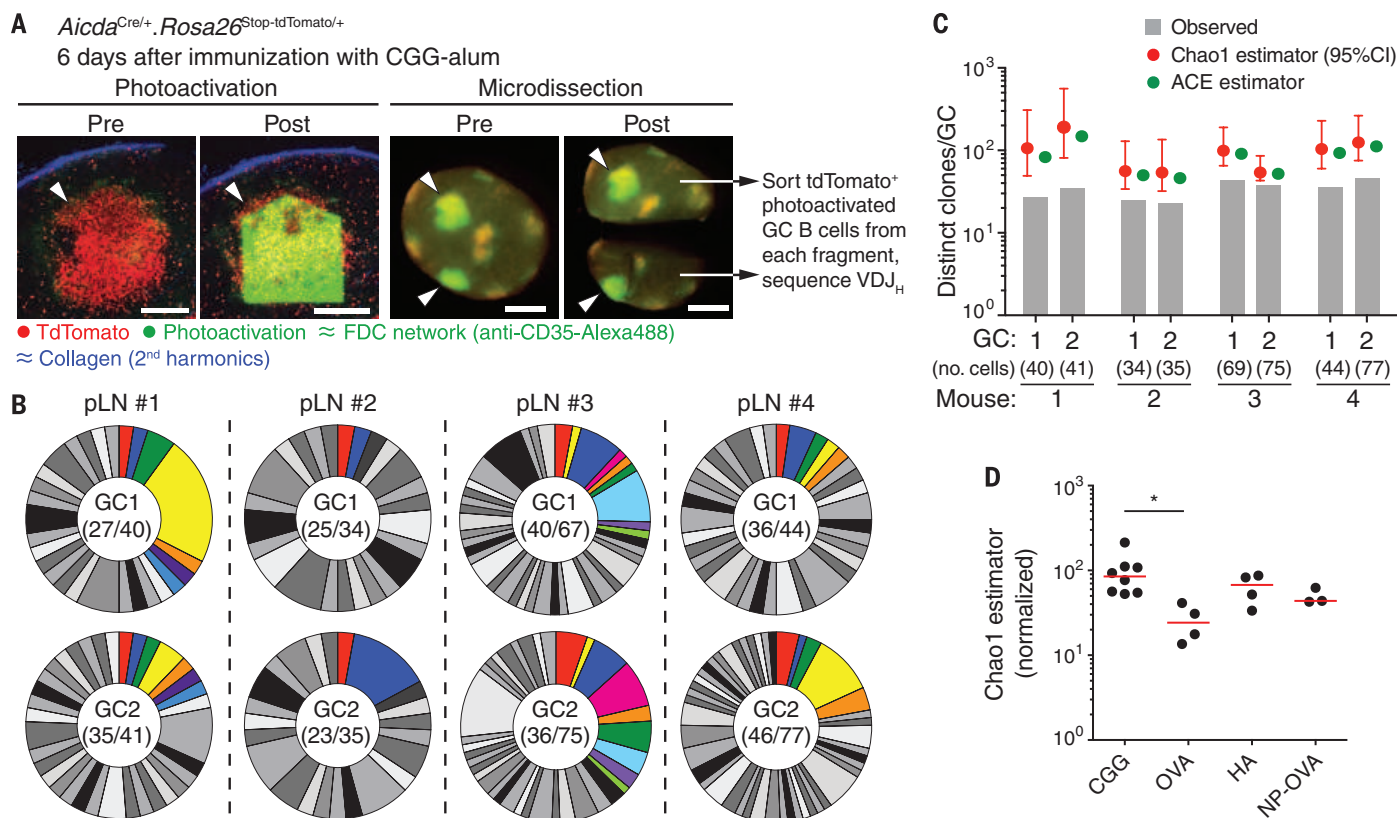 A
Aicda^Cre/+.Rosa26^Stop-tdTomato/+
6 days after immunization with CGG-alum
Photoactivation
Microdissection
Pre
Post
Pre
Post
Sort tdTomato+
photoactivated
GC B cells from
each fragment,
sequence VDJH
● TdTomato ● Photoactivation ≈ FDC network (anti-CD35-Alexa488)
≈ Collagen (2nd harmonics)
B
pLN #1
pLN #2
pLN #3
pLN #4
GC1
(27/40)
GC1
(25/34)
GC1
(40/67)
GC1
(36/44)
GC2
(35/41)
GC2
(23/35)
GC2
(36/75)
GC2
(46/77)
C
Observed
Chao1 estimator (95%CI)
ACE estimator
Distinct clones/GC
10^3
10^2
10^1
10^0
GC: 1 2 1 2 1 2 1 2
(no. cells) (40) (41) (34) (35) (69) (75) (44) (77)
Mouse: 1 2 3 4
D
Chao1 estimator
(normalized)
10^3
10^2
10^1
10^0
*
CGG
OVA
HA
NP-OVA